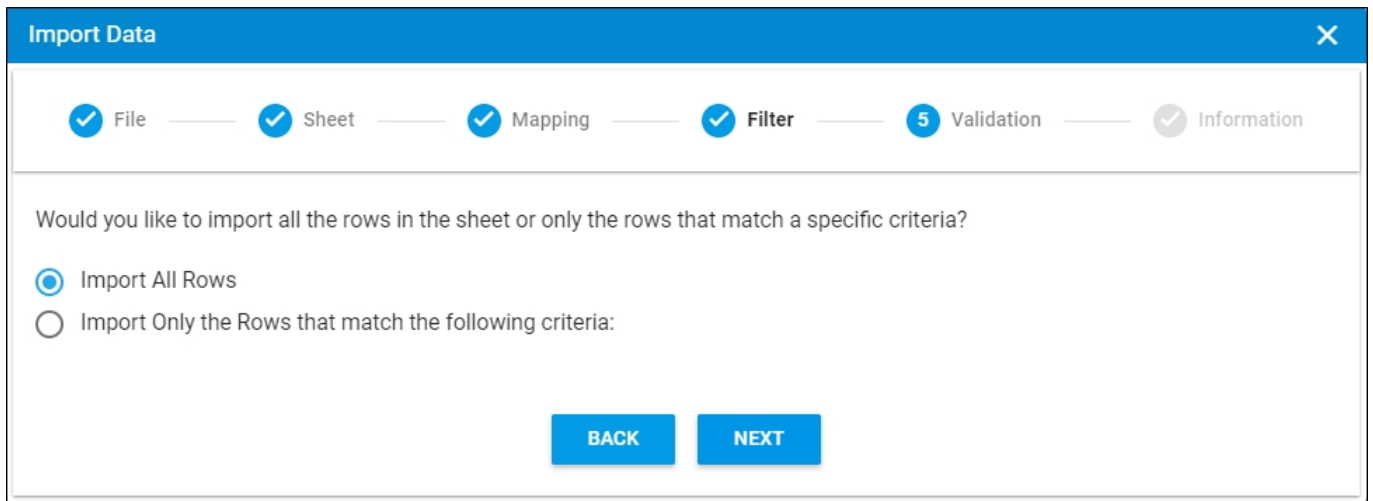 Import Data
File Sheet Mapping Filter 5 Validation Information
Would you like to import all the rows in the sheet or only the rows that match a specific criteria?
Import All Rows
Import Only the Rows that match the following criteria:
BACK NEXT